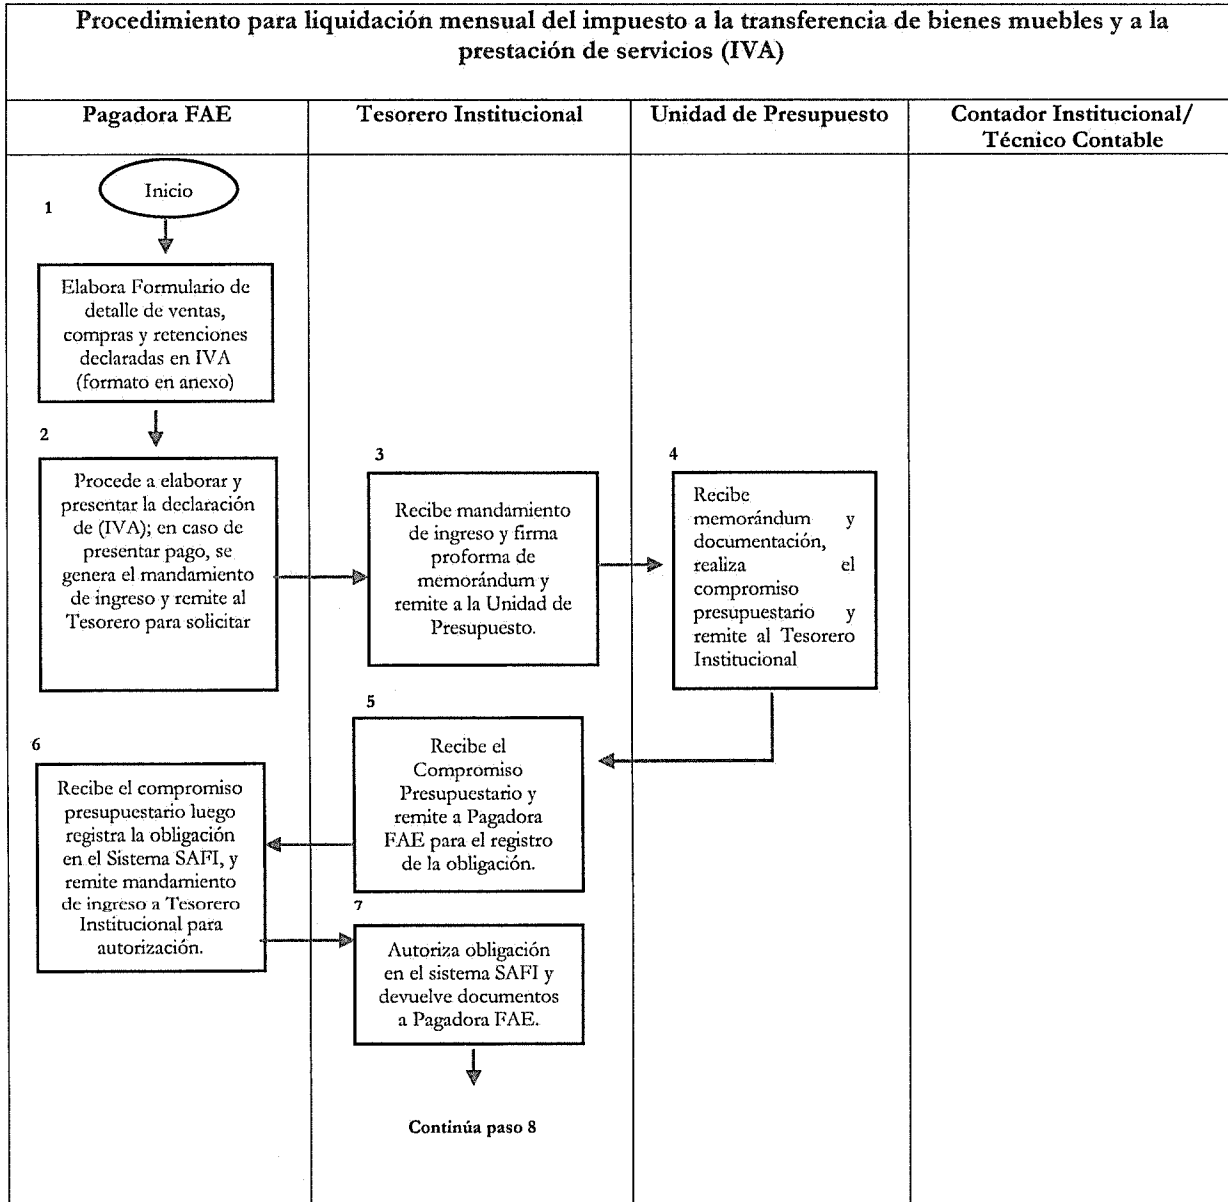 Procedimiento para liquidación mensual del impuesto a la transferencia de bienes muebles y a la
prestación de servicios (IVA)
Pagadora FAE
Tesorero Institucional
Unidad de Presupuesto
Contador Institucional/
Técnico Contable
Inicio
1
Elabora Formulario de
detalle de ventas,
compras y retenciones
declaradas en IVA
(formato en anexo)
2
Procede a elaborar y
presentar la declaración
de (IVA); en caso de
presentar pago, se
genera el mandamiento
de ingreso y remite al
Tesorero para solicitar
3
Recibe mandamiento
de ingreso y firma
proforma de
memorándum y
remite a la Unidad de
Presupuesto.
4
Recibe
memorándum y
documentación,
realiza el
compromiso
presupuestario y
remite al Tesorero
Institucional
5
Recibe el
Compromiso
Presupuestario y
remite a Pagadora
FAE para el registro
de la obligación.
6
Recibe el compromiso
presupuestario luego
registra la obligación
en el Sistema SAFI, y
remite mandamiento
de ingreso a Tesorero
Institucional para
autorización.
7
Autoriza obligación
en el sistema SAFI y
devuelve documentos
a Pagadora FAE.
Continúa paso 8